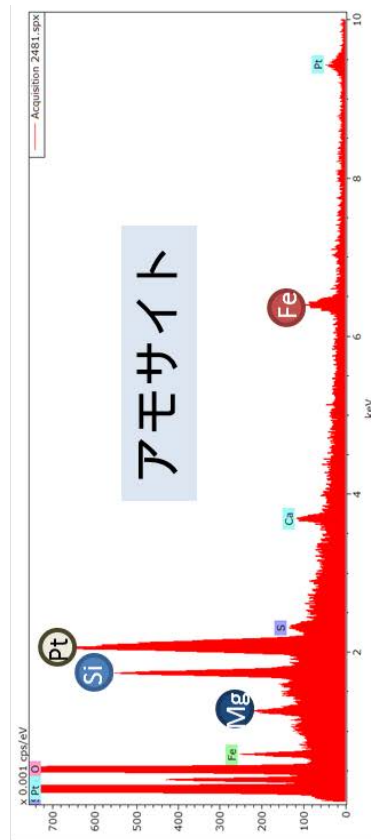 x 0.001 cps/eV
Acquisition 2481.spx
アモサイト
700
600
500
400
300
200
100
0
Pt
O
Fe
Mg
Si
Pt
S
Ca
Fe
Pt
2
4
6
8
10
keV